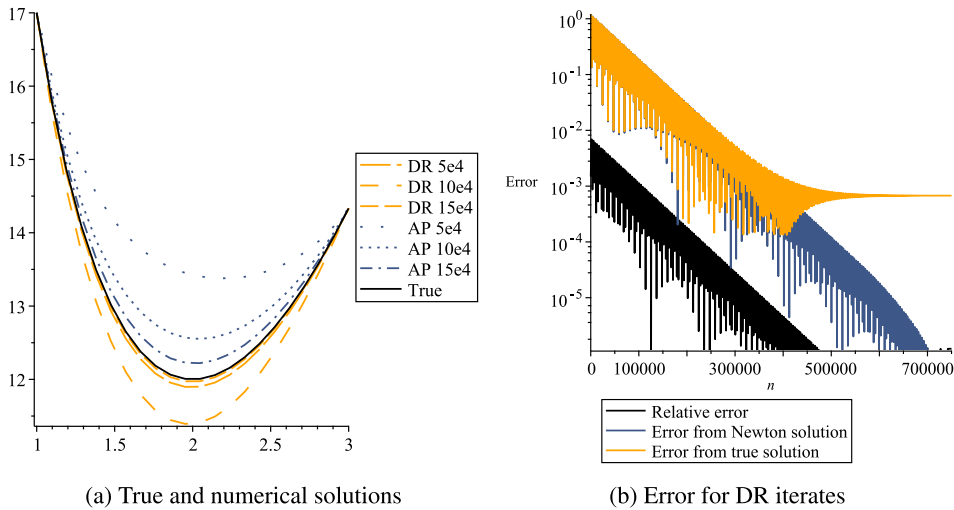 17
16
15
14
13
12
1
1.5
2
2.5
3
DR 5e4
DR 10e4
DR 15e4
AP 5e4
AP 10e4
AP 15e4
True
(a) True and numerical solutions
10^0
10^-1
10^-2
Error
10^-3
10^-4
10^-5
0
100000
300000
500000
700000
n
Relative error
Error from Newton solution
Error from true solution
(b) Error for DR iterates